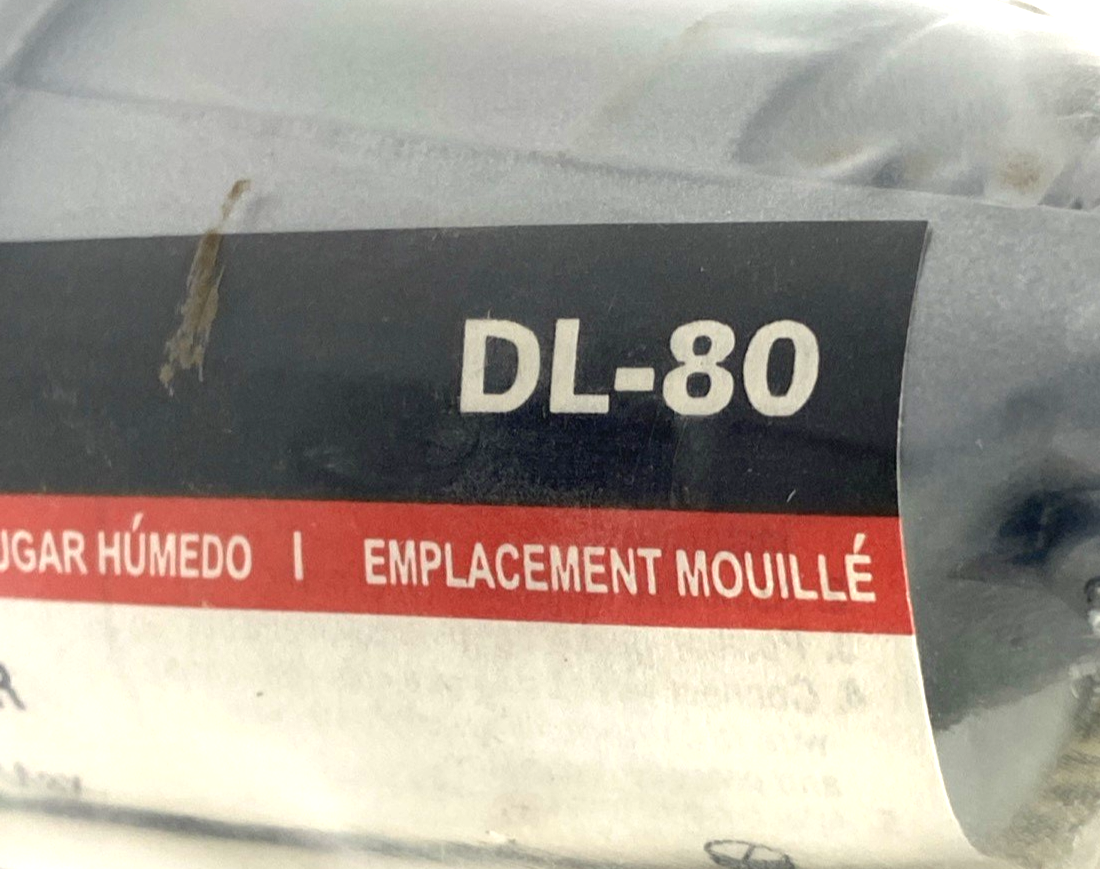 DL-80
UGAR HÚMEDO | EMPLACEMENT MOUILLÉ
R